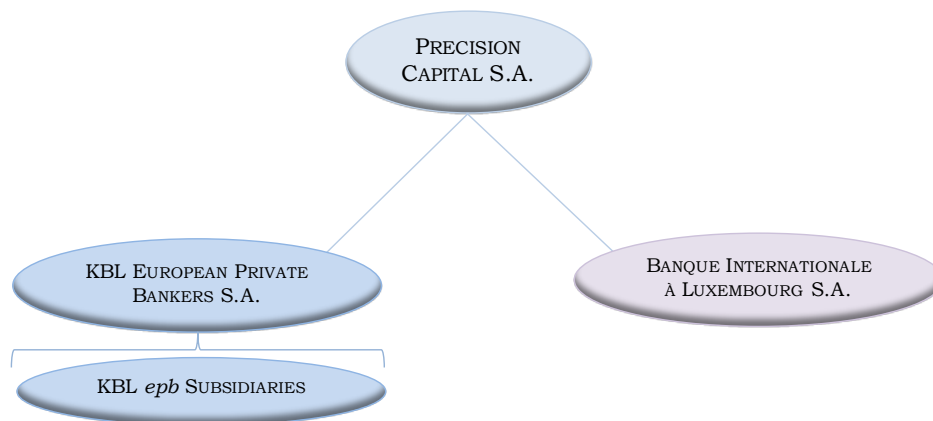 PRECISION
CAPITAL S.A.
KBL EUROPEAN PRIVATE
BANKERS S.A.
BANQUE INTERNATIONALE
À LUXEMBOURG S.A.
KBL epb SUBSIDIARIES